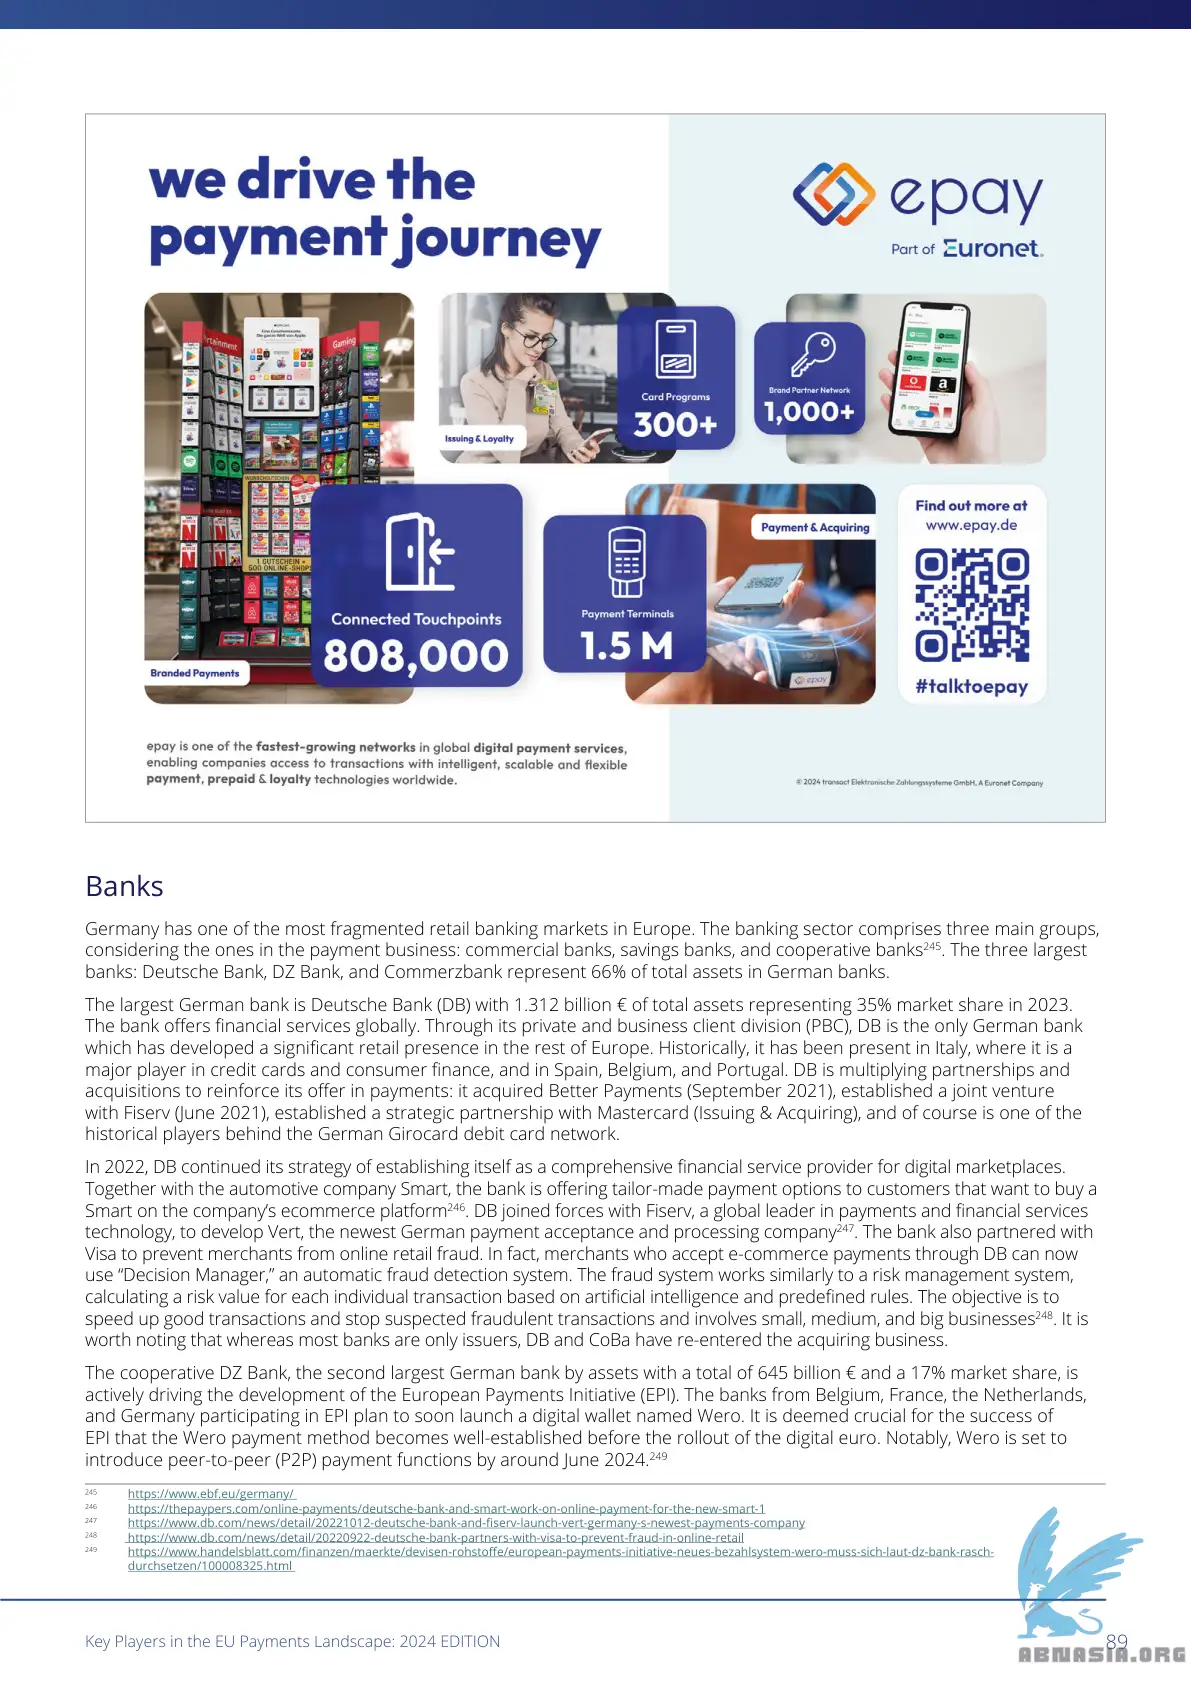 we drive the
payment journey
epay
Part of Euronet
Entertainment
Gaming
Issuing & Loyalty
Card Programs
300+
Brand Partner Network
1,000+
Connected Touchpoints
808,000
Branded Payments
Payment Terminals
1.5 M
Payment & Acquiring
epay
Find out more at
www.epay.de
#talktoepay
epay is one of the fastest-growing networks in global digital payment services,
enabling companies access to transactions with intelligent, scalable and flexible
payment, prepaid & loyalty technologies worldwide.
© 2024 transact Elektronische Zahlungssysteme GmbH, A Euronet Company
Banks
Germany has one of the most fragmented retail banking markets in Europe. The banking sector comprises three main groups,
considering the ones in the payment business: commercial banks, savings banks, and cooperative banks245. The three largest
banks: Deutsche Bank, DZ Bank, and Commerzbank represent 66% of total assets in German banks.
The largest German bank is Deutsche Bank (DB) with 1.312 billion € of total assets representing 35% market share in 2023.
The bank offers financial services globally. Through its private and business client division (PBC), DB is the only German bank
which has developed a significant retail presence in the rest of Europe. Historically, it has been present in Italy, where it is a
major player in credit cards and consumer finance, and in Spain, Belgium, and Portugal. DB is multiplying partnerships and
acquisitions to reinforce its offer in payments: it acquired Better Payments (September 2021), established a joint venture
with Fiserv (June 2021), established a strategic partnership with Mastercard (Issuing & Acquiring), and of course is one of the
historical players behind the German Girocard debit card network.
In 2022, DB continued its strategy of establishing itself as a comprehensive financial service provider for digital marketplaces.
Together with the automotive company Smart, the bank is offering tailor-made payment options to customers that want to buy a
Smart on the company's ecommerce platform246. DB joined forces with Fiserv, a global leader in payments and financial services
technology, to develop Vert, the newest German payment acceptance and processing company247. The bank also partnered with
Visa to prevent merchants from online retail fraud. In fact, merchants who accept e-commerce payments through DB can now
use “Decision Manager,” an automatic fraud detection system. The fraud system works similarly to a risk management system,
calculating a risk value for each individual transaction based on artificial intelligence and predefined rules. The objective is to
speed up good transactions and stop suspected fraudulent transactions and involves small, medium, and big businesses248. It is
worth noting that whereas most banks are only issuers, DB and CoBa have re-entered the acquiring business.
The cooperative DZ Bank, the second largest German bank by assets with a total of 645 billion € and a 17% market share, is
actively driving the development of the European Payments Initiative (EPI). The banks from Belgium, France, the Netherlands,
and Germany participating in EPI plan to soon launch a digital wallet named Wero. It is deemed crucial for the success of
EPI that the Wero payment method becomes well-established before the rollout of the digital euro. Notably, Wero is set to
introduce peer-to-peer (P2P) payment functions by around June 2024.249
245 https://www.ebf.eu/germany/
246 https://thepaypers.com/online-payments/deutsche-bank-and-smart-work-on-online-payment-for-the-new-smart-1
247 https://www.db.com/news/detail/20221012-deutsche-bank-and-fiserv-launch-vert-germany-s-newest-payments-company
248 https://www.db.com/news/detail/20220922-deutsche-bank-partners-with-visa-to-prevent-fraud-in-online-retail
249 https://www.handelsblatt.com/finanzen/maerkte/devisen-rohstoffe/european-payments-initiative-neues-bezahlsystem-wero-muss-sich-laut-dz-bank-rasch-
durchsetzen/100008325.html
Key Players in the EU Payments Landscape: 2024 EDITION
89
ABNASIA.ORG